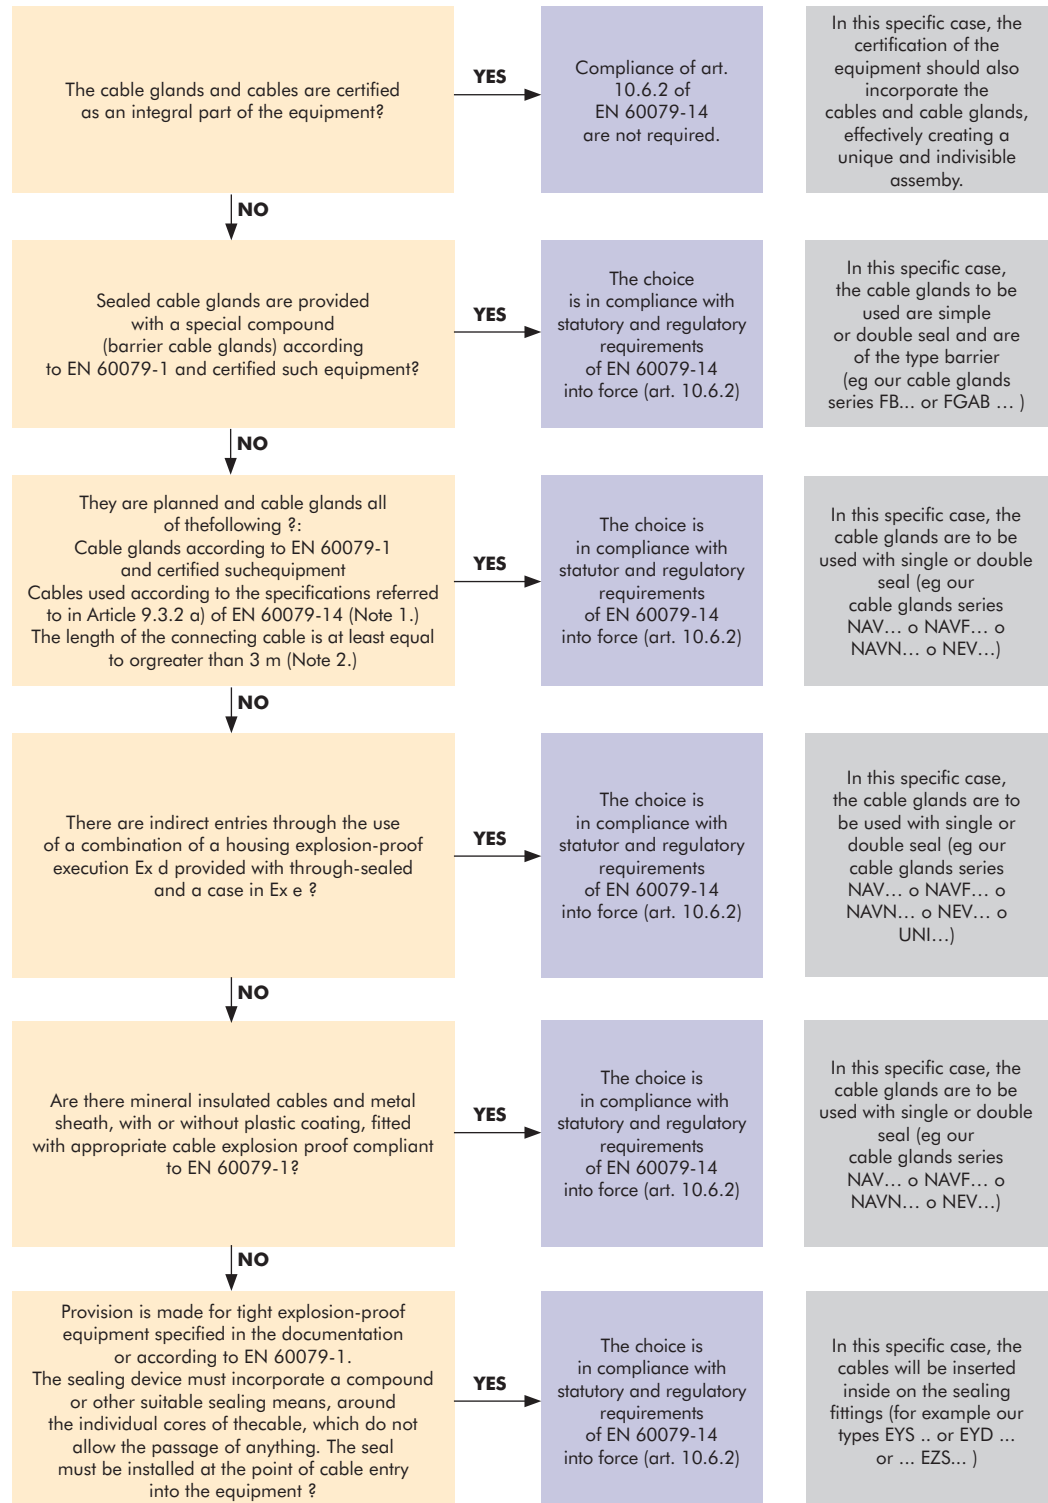 The cable glands and cables are certified
as an integral part of the equipment?
YES
Compliance of art.
10.6.2 of
EN 60079-14
are not required.
In this specific case, the
certification of the
equipment should also
incorporate the
cables and cable glands,
effectively creating a
unique and indivisible
assemby.
NO
Sealed cable glands are provided
with a special compound
(barrier cable glands) according
to EN 60079-1 and certified such equipment?
YES
The choice
is in compliance with
statutory and regulatory
requirements
of EN 60079-14
into force (art. 10.6.2)
In this specific case,
the cable glands to be
used are simple
or double seal and are
of the type barrier
(eg our cable glands
series FB... or FGAB ... )
NO
They are planned and cable glands all
of thefollowing ?:
Cable glands according to EN 60079-1
and certified suchequipment
Cables used according to the specifications referred
to in Article 9.3.2 a) of EN 60079-14 (Note 1.)
The length of the connecting cable is at least equal
to orgreater than 3 m (Note 2.)
YES
The choice is
in compliance with
statutor and regulatory
requirements
of EN 60079-14
into force (art. 10.6.2)
In this specific case, the
cable glands are to be
used with single or double
seal (eg our
cable glands series
NAV... o NAVF... o
NAVN... o NEV...)
NO
There are indirect entries through the use
of a combination of a housing explosion-proof
execution Ex d provided with through-sealed
and a case in Ex e ?
YES
The choice is
in compliance with
statutor and regulatory
requirements
of EN 60079-14
into force (art. 10.6.2)
In this specific case,
the cable glands are to
be used with single or
double seal (eg our
cable glands series
NAV... o NAVF... o
NAVN... o NEV... o
UNI...)
NO
Are there mineral insulated cables and metal
sheath, with or without plastic coating, fitted
with appropriate cable explosion proof compliant
to EN 60079-1?
YES
The choice is
in compliance with
statutory and regulatory
requirements
of EN 60079-14
into force (art. 10.6.2)
In this specific case, the
cable glands are to be
used with single or double
seal (eg our
cable glands series
NAV... o NAVF... o
NAVN... o NEV...)
NO
Provision is made for tight explosion-proof
equipment specified in the documentation
or according to EN 60079-1.
The sealing device must incorporate a compound
or other suitable sealing means, around
the individual cores of thecable, which do not
allow the passage of anything. The seal
must be installed at the point of cable entry
into the equipment ?
YES
The choice is
in compliance with
statutory and regulatory
requirements
of EN 60079-14
into force (art. 10.6.2)
In this specific case, the
cables will be inserted
inside on the sealing
fittings (for example our
types EYS .. or EYD ...
or ... EZS... )